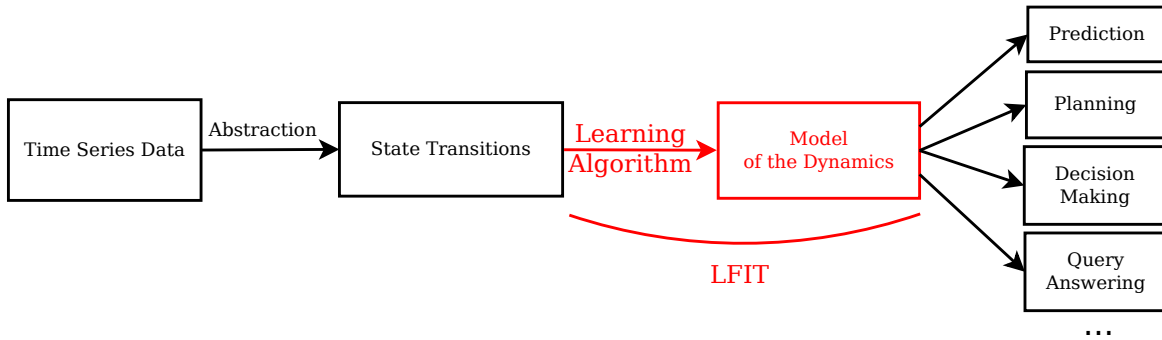 Time Series Data
Abstraction
State Transitions
Learning
Algorithm
Model
of the Dynamics
LFIT
Prediction
Planning
Decision
Making
Query
Answering
...